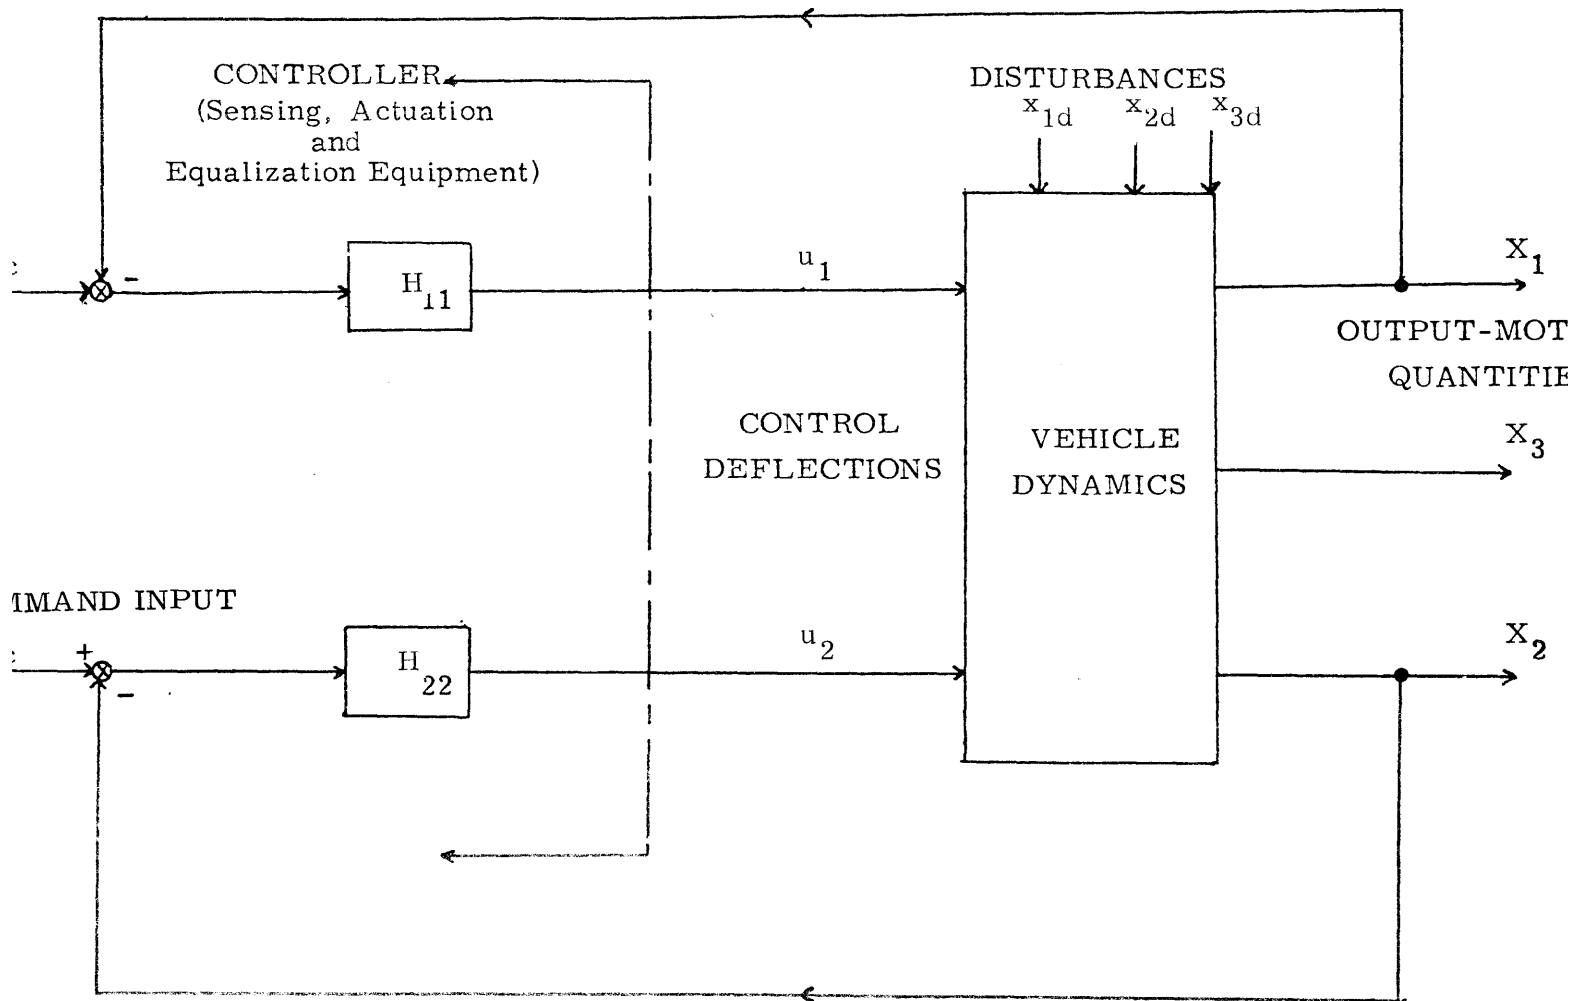 CONTROLLER
(Sensing, Actuation
and
Equalization Equipment)
DISTURBANCES
x1d x2d x3d
-
H11
u1
X1
OUTPUT-MOT
QUANTITIE
CONTROL
DEFLECTIONS
VEHICLE
DYNAMICS
X3
MMAND INPUT
+
-
H22
u2
X2